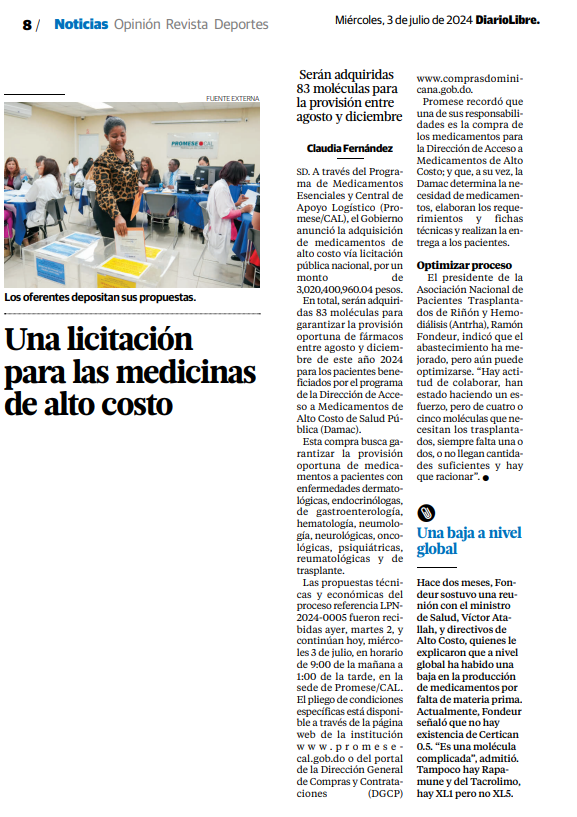 8 / Noticias Opinión Revista Deportes
Miércoles, 3 de julio de 2024 DiarioLibre.
FUENTE EXTERNA
PROMESE CAL
Los oferentes depositan sus propuestas.
Una licitación
para las medicinas
de alto costo
Serán adquiridas
83 moléculas para
la provisión entre
agosto y diciembre
Claudia Fernández
SD. A través del Progra-
ma de Medicamentos
Esenciales y Central de
Apoyo Logístico (Pro-
mese/CAL), el Gobierno
anunció la adquisición
de medicamentos de
alto costo vía licitación
pública nacional, por un
monto de
3,020,400,960.04 pesos.
En total, serán adquiri-
das 83 moléculas para
garantizar la provisión
oportuna de fármacos
entre agosto y diciem-
bre de este año 2024
para los pacientes bene-
ficiados por el programa
de la Dirección de Acce-
so a Medicamentos de
Alto Costo de Salud Pú-
blica (Damac).
Esta compra busca ga-
rantizar la provisión
oportuna de medica-
mentos a pacientes con
enfermedades dermato-
lógicas, endocrinólogas,
de gastroenterología,
hematología, neumolo-
gía, neurológicas, onco-
lógicas, psiquiátricas,
reumatológicas y de
trasplante.
Las propuestas técni-
cas y económicas del
proceso referencia LPN-
2024-0005 fueron reci-
bidas ayer, martes 2, y
continúan hoy, miérco-
les 3 de julio, en horario
de 9:00 de la mañana a
1:00 de la tarde, en la
sede de Promese/CAL.
El pliego de condiciones
específicas está disponi-
ble a través de la página
web de la institución
www.promese-
cal.gob.do o del portal
de la Dirección General
de Compras y Contrata-
ciones (DGCP)
www.comprasdomini-
cana.gob.do.
Promese recordó que
una de sus responsabili-
dades es la compra de
los medicamentos para
la Dirección de Acceso a
Medicamentos de Alto
Costo; y que, a su vez, la
Damac determina la ne-
cesidad de medicamen-
tos, elaboran los reque-
rimientos y fichas
técnicas y realizan la en-
trega a los pacientes.
Optimizar proceso
El presidente de la
Asociación Nacional de
Pacientes Trasplanta-
dos de Riñón y Hemo-
diálisis (Antrha), Ramón
Fondeur, indicó que el
abastecimiento ha me-
jorado, pero aún puede
optimizarse. “Hay acti-
tud de colaborar, han
estado haciendo un es-
fuerzo, pero de cuatro o
cinco moléculas que ne-
cesitan los trasplanta-
dos, siempre falta una o
dos, o no llegan cantida-
des suficientes y hay
que racionar”. ●
Una baja a nivel
global
Hace dos meses, Fon-
deur sostuvo una reu-
nión con el ministro
de Salud, Víctor Ata-
llah, y directivos de
Alto Costo, quienes le
explicaron que a nivel
global ha habido una
baja en la producción
de medicamentos por
falta de materia prima.
Actualmente, Fondeur
señaló que no hay
existencia de Certican
0.5. “Es una molécula
complicada”, admitió.
Tampoco hay Rapa-
mune y del Tacrolimo,
hay XL1 pero no XL5.